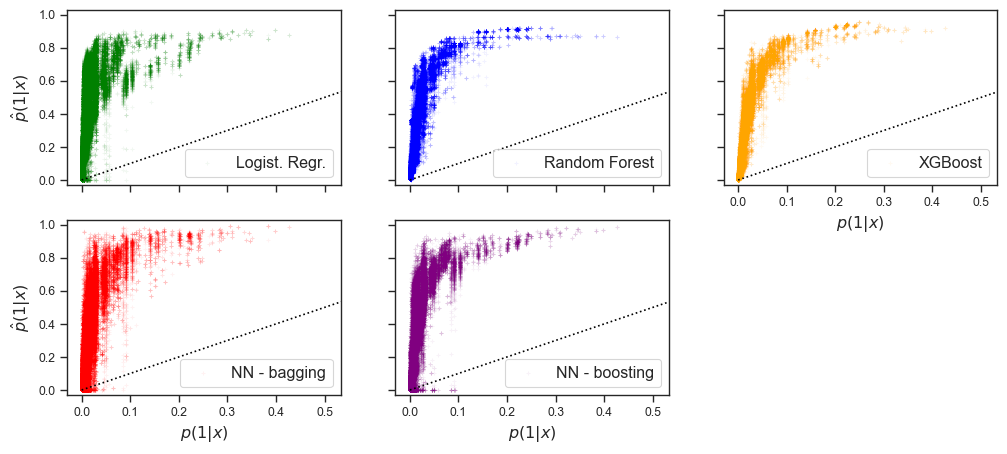 1.0
0.8
0.6
0.4
0.2
0.0
p̂(1|x)
Logist. Regr.
Random Forest
XGBoost
0.0 0.1 0.2 0.3 0.4 0.5
p(1|x)
1.0
0.8
0.6
0.4
0.2
0.0
p̂(1|x)
NN - bagging
0.0 0.1 0.2 0.3 0.4 0.5
p(1|x)
NN - boosting
0.0 0.1 0.2 0.3 0.4 0.5
p(1|x)